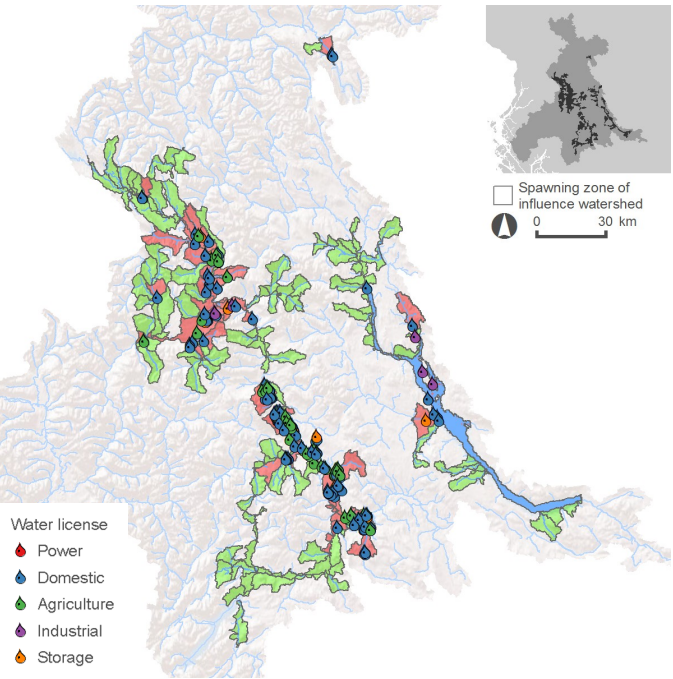 Spawning zone of
influence watershed
0 30 km
Water license
Power
Domestic
Agriculture
Industrial
Storage